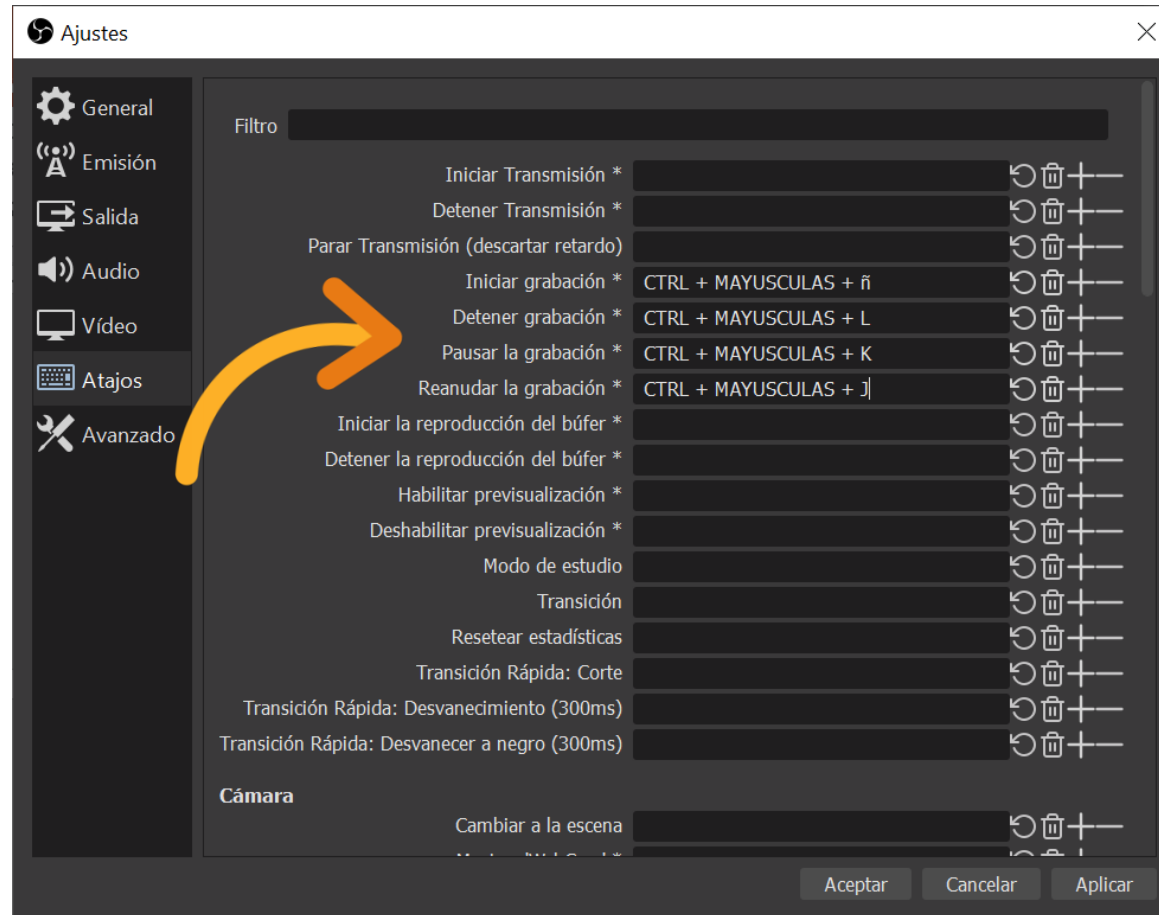 Ajustes
General
Emisión
Salida
Audio
Vídeo
Atajos
Avanzado
Filtro
Iniciar Transmisión *
Detener Transmisión *
Parar Transmisión (descartar retardo)
Iniciar grabación * CTRL + MAYUSCULAS + ñ
Detener grabación * CTRL + MAYUSCULAS + L
Pausar la grabación * CTRL + MAYUSCULAS + K
Reanudar la grabación * CTRL + MAYUSCULAS + J
Iniciar la reproducción del búfer *
Detener la reproducción del búfer *
Habilitar previsualización *
Deshabilitar previsualización *
Modo de estudio
Transición
Resetear estadísticas
Transición Rápida: Corte
Transición Rápida: Desvanecimiento (300ms)
Transición Rápida: Desvanecer a negro (300ms)
Cámara
Cambiar a la escena
Aceptar Cancelar Aplicar